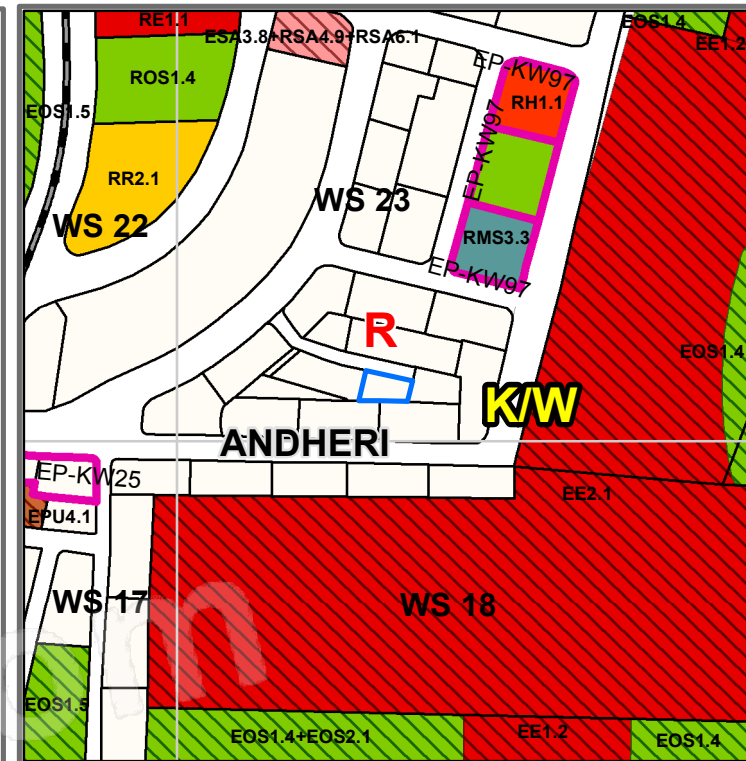 RE1.1
ESA3.8+RSA4.9+RSA6.1
EOS1.4
EE1.2
ROS1.4
EP-KW97
RH1.1
EOS1.5
EP-KW97
RR2.1
WS 23
WS 22
RMS3.3
EP-KW97
R
EOS1.4
K/W
ANDHERI
EP-KW25
EE2.1
EPU4.1
WS 17
WS 18
om
EOS1.5
EOS1.4+EOS2.1
EE1.2
EOS1.4